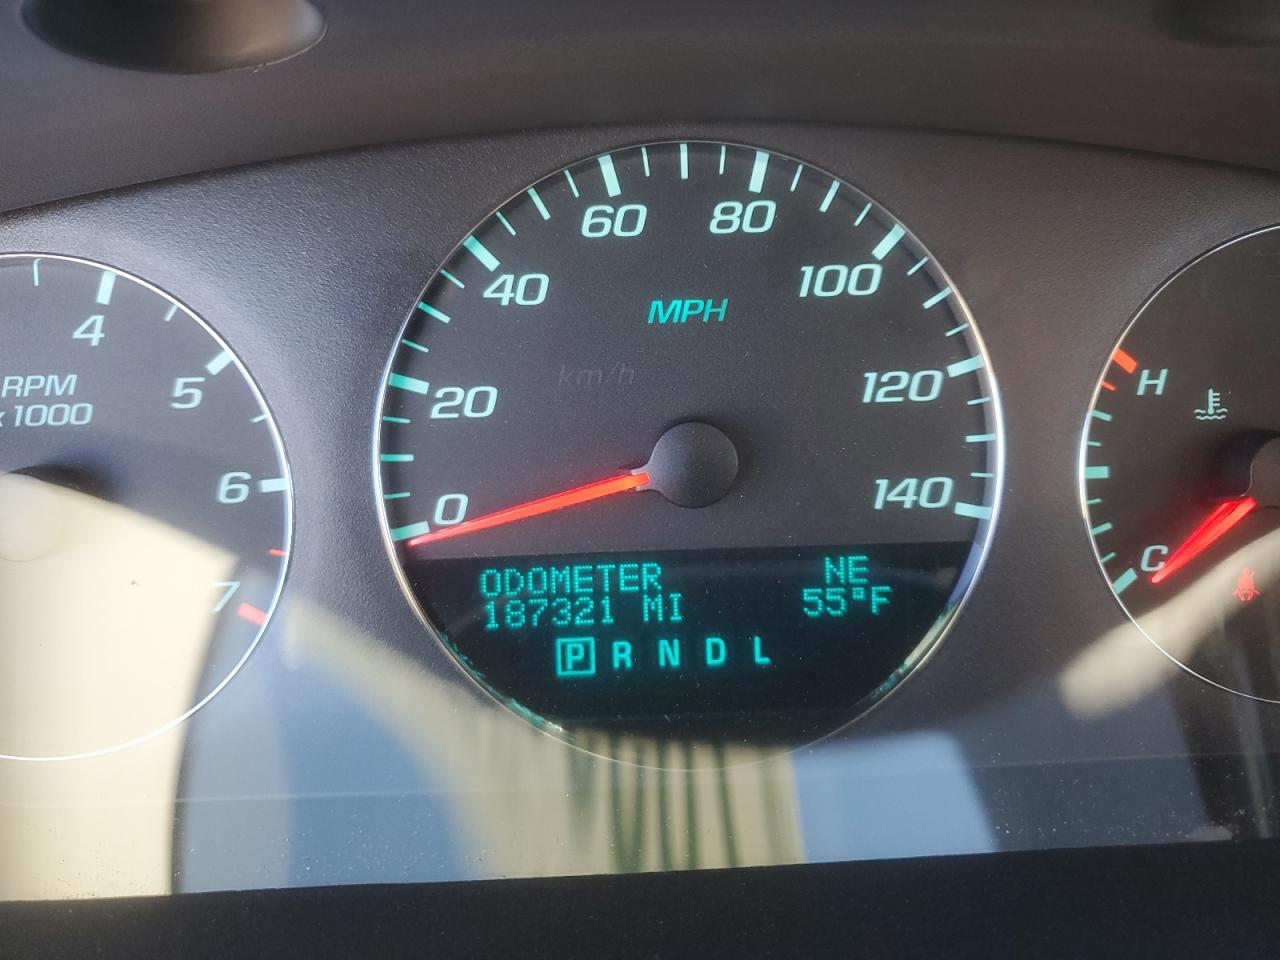 4
RPM
x 1000
5
6
7
0
20
40
60
80
100
120
140
MPH
km/h
ODOMETER NE
187321 MI 55°F
P R N D L
H
C